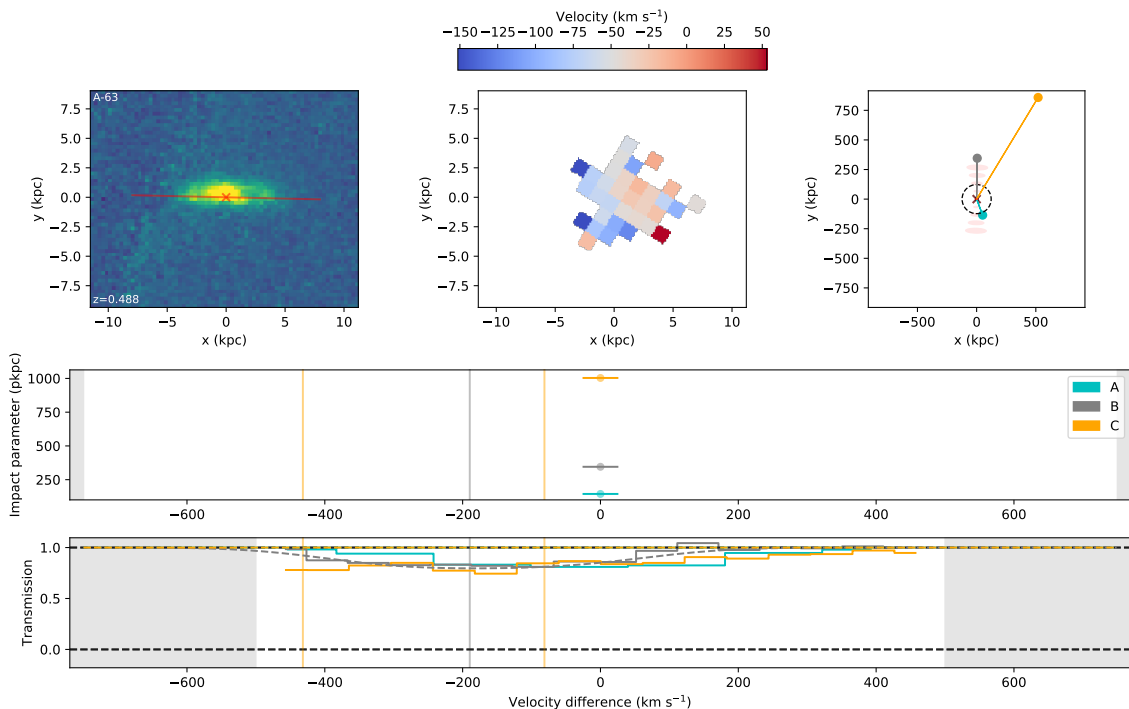 Velocity (km s⁻¹)
−150 −125 −100 −75 −50 −25 0 25 50
A-63
z=0.488
y (kpc)
7.5
5.0
2.5
0.0
−2.5
−5.0
−7.5
−10 −5 0 5 10
x (kpc)
y (kpc)
7.5
5.0
2.5
0.0
−2.5
−5.0
−7.5
−10 −5 0 5 10
x (kpc)
y (kpc)
750
500
250
0
−250
−500
−750
−500 0 500
x (kpc)
Impact parameter (pkpc)
1000
750
500
250
A
B
C
−600 −400 −200 0 200 400 600
Transmission
1.0
0.0
−600 −400 −200 0 200 400 600
Velocity difference (km s⁻¹)